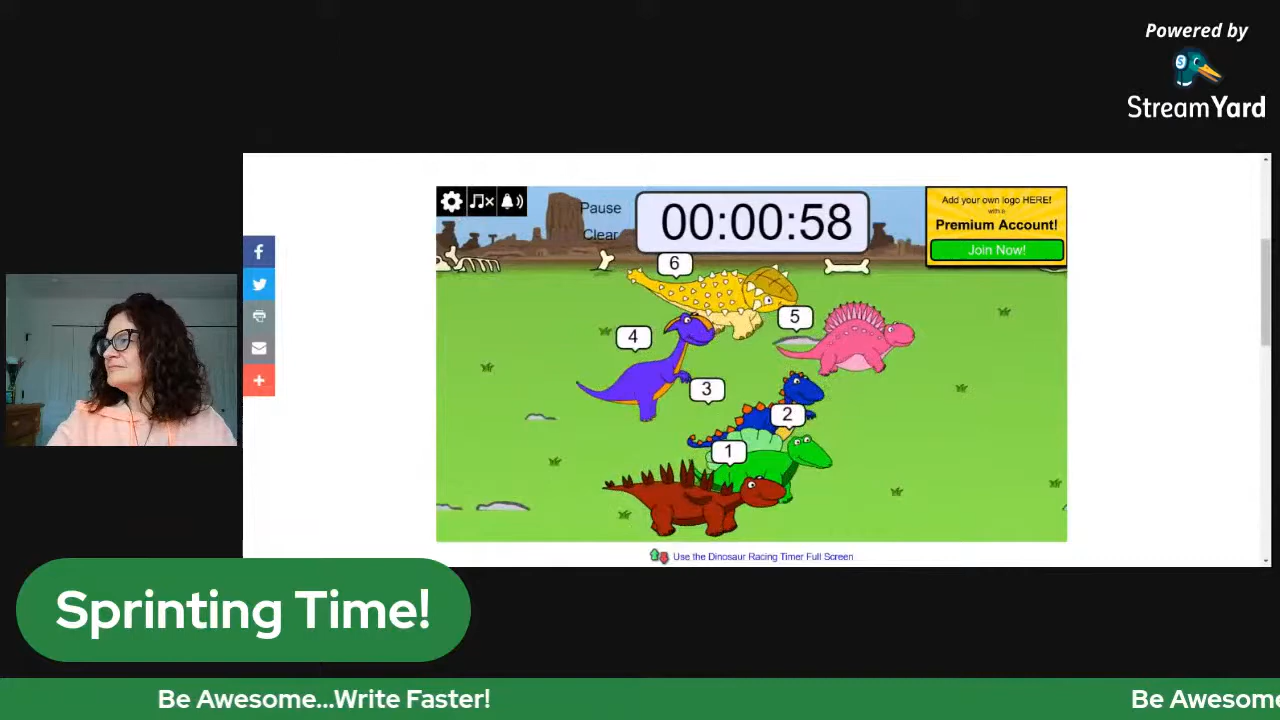 Powered by
StreamYard
Pause
Clear
00:00:58
Add your own logo HERE!
with a
Premium Account!
Join Now!
6
5
4
3
2
1
Use the Dinosaur Racing Timer Full Screen
Sprinting Time!
Be Awesome...Write Faster!
Be Awesome